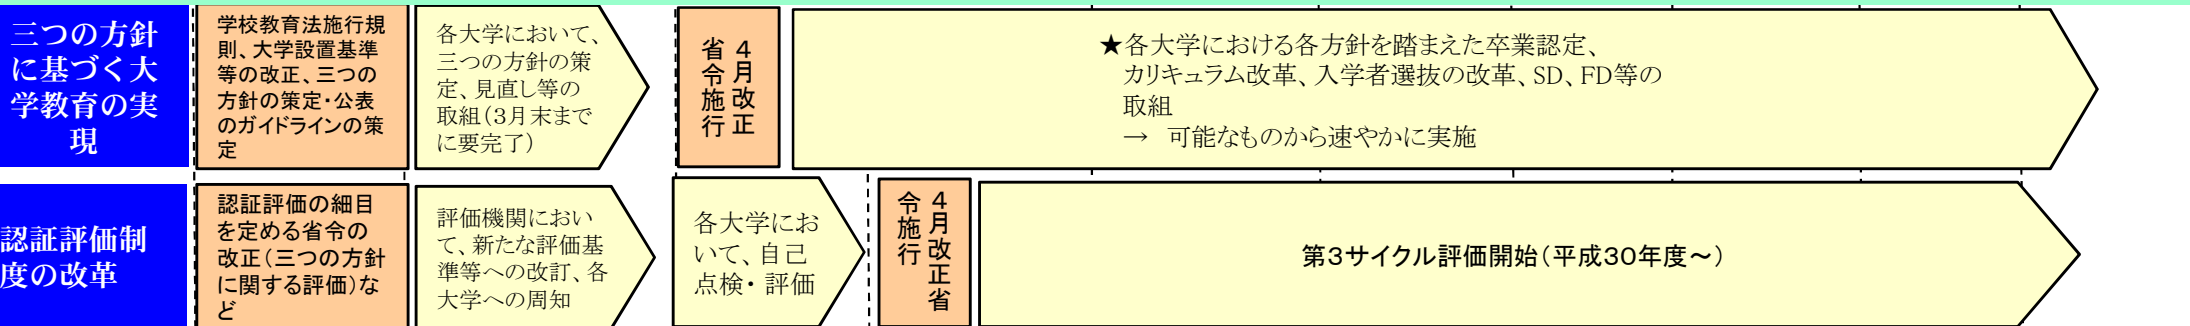 三つの方針
に基づく大
学教育の実
現
学校教育法施行規
則、大学設置基準
等の改正、三つの
方針の策定・公表
のガイドラインの策
定
各大学において、
三つの方針の策
定、見直し等の
取組（３月末まで
に要完了）
４月改正
省令施行
★各大学における各方針を踏まえた卒業認定、
カリキュラム改革、入学者選抜の改革、SD、FD等の
取組
→　可能なものから速やかに実施
認証評価制
度の改革
認証評価の細目
を定める省令の
改正（三つの方針
に関する評価）な
ど
評価機関におい
て、新たな評価基
準等への改訂、各
大学への周知
各大学にお
いて、自己
点検・評価
４月改正省
令施行
第３サイクル評価開始（平成３０年度～）